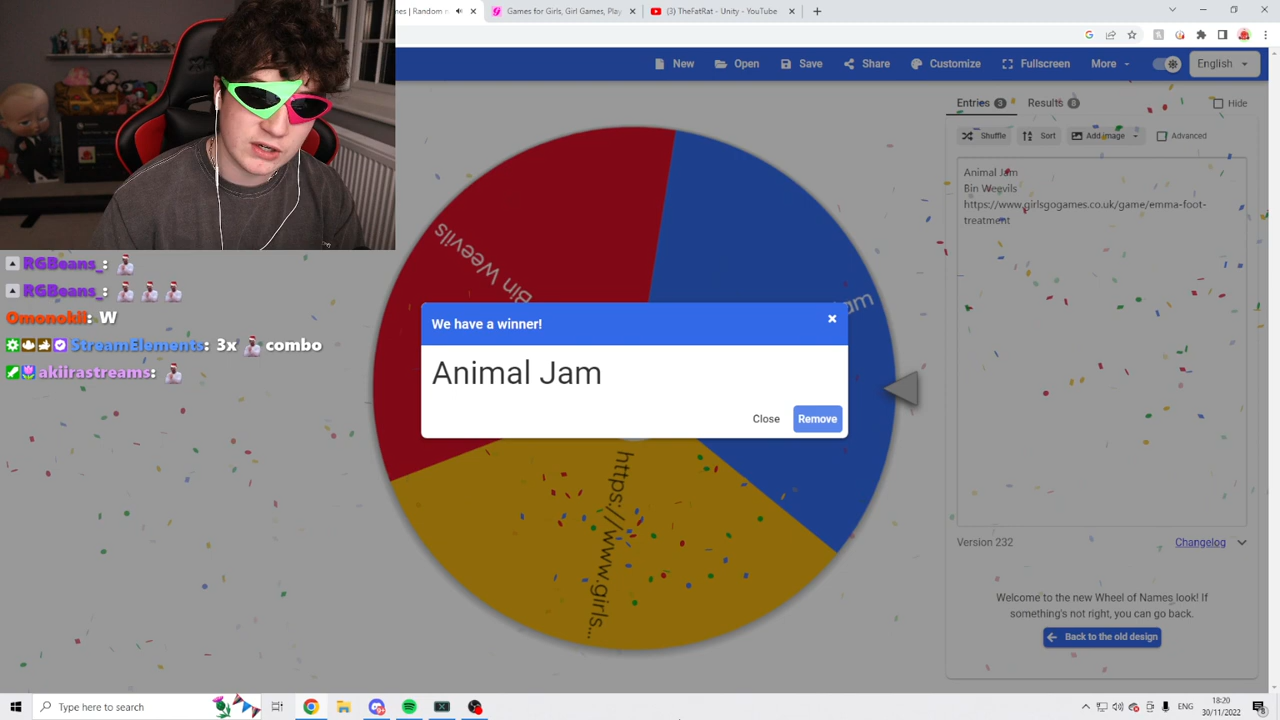 mes | Random n
Games for Girls, Girl Games, Play
(3) TheFatRat - Unity - YouTube
New
Open
Save
Share
Customize
Fullscreen
More
English
Entries 3
Results 8
Hide
Shuffle
Sort
Add image
Advanced
Animal Jam
Bin Weevils
https://www.girlsgogames.co.uk/game/emma-foot-
treatment
Bin Weevils
https://www.girls...
We have a winner!
Animal Jam
Close
Remove
RGBeans_:
RGBeans_:
Omonokii: W
StreamElements: 3x combo
akiirastreams:
Version 232
Changelog
Welcome to the new Wheel of Names look! If
something's not right, you can go back.
Back to the old design
Type here to search
ENG
18:20
30/11/2022